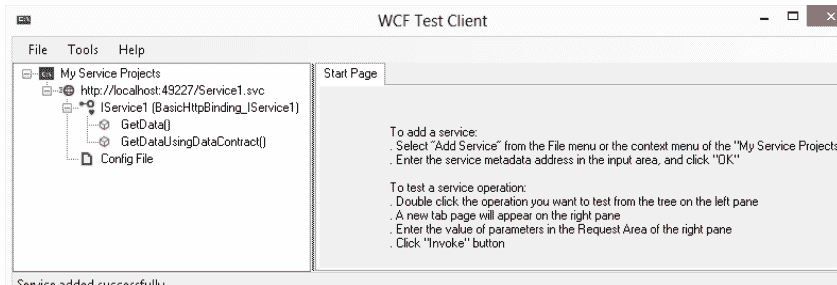 WCF Test Client
File Tools Help
My Service Projects
http://localhost:49227/Service1.svc
IService1 (BasicHttpBinding_IService1)
GetData()
GetDataUsingDataContract()
Config File
Start Page
To add a service:
. Select "Add Service" from the File menu or the context menu of the "My Service Projects
. Enter the service metadata address in the input area, and click "OK"
To test a service operation:
. Double click the operation you want to test from the tree on the left pane
. A new tab page will appear on the right pane
. Enter the value of parameters in the Request Area of the right pane
. Click "Invoke" button
Service added successfully